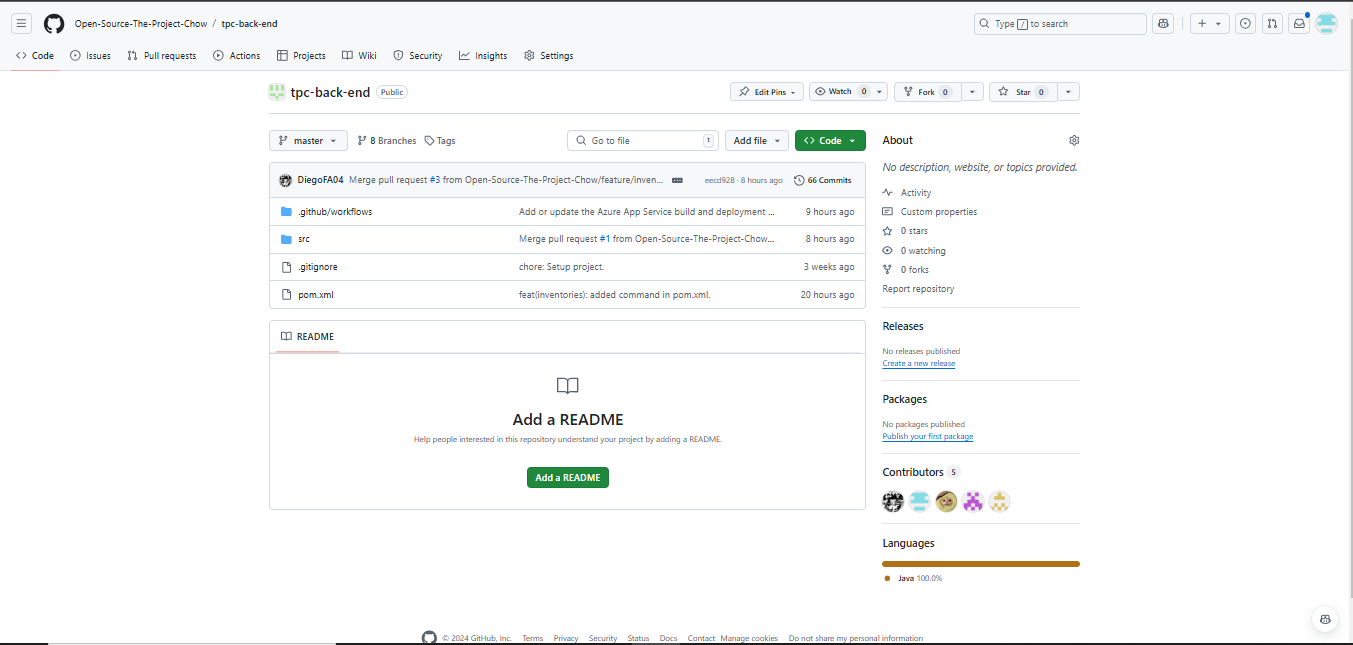 Open-Source-The-Project-Chow / tpc-back-end
Type / to search
Code Issues Pull requests Actions Projects Wiki Security Insights Settings
tpc-back-end Public
Edit Pins Watch 0 Fork 0 Star 0
master 8 Branches Tags
Go to file t
Add file Code
DiegoFA04 Merge pull request #3 from Open-Source-The-Project-Chow/feature/inven... eecd928 · 8 hours ago 66 Commits
.github/workflows Add or update the Azure App Service build and deployment ... 9 hours ago
src Merge pull request #1 from Open-Source-The-Project-Chow... 8 hours ago
.gitignore chore: Setup project. 3 weeks ago
pom.xml feat(inventories): added command in pom.xml. 20 hours ago
README
Add a README
Help people interested in this repository understand your project by adding a README.
Add a README
About
No description, website, or topics provided.
Activity
Custom properties
0 stars
0 watching
0 forks
Report repository
Releases
No releases published
Create a new release
Packages
No packages published
Publish your first package
Contributors 5
Languages
Java 100.0%
© 2024 GitHub, Inc. Terms Privacy Security Status Docs Contact Manage cookies Do not share my personal information